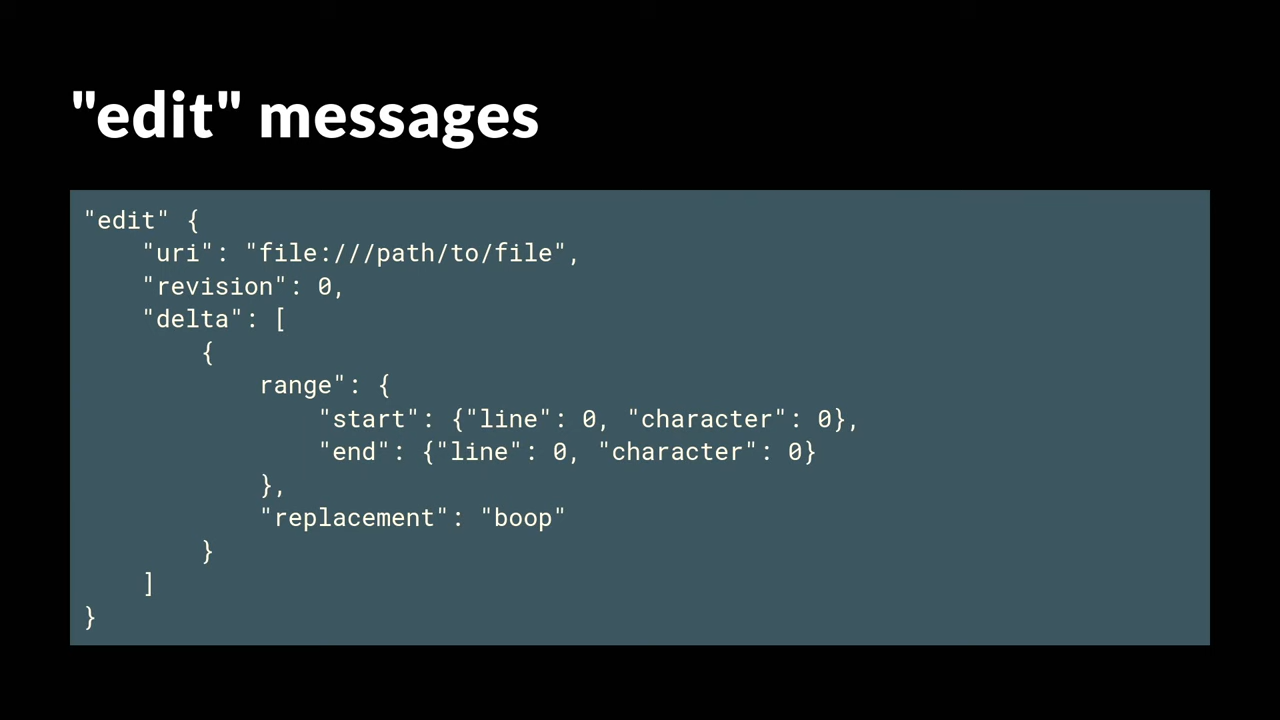 "edit" messages
"edit" {
    "uri": "file:///path/to/file",
    "revision": 0,
    "delta": [
        {
            range": {
                "start": {"line": 0, "character": 0},
                "end": {"line": 0, "character": 0}
            },
            "replacement": "boop"
        }
    ]
}